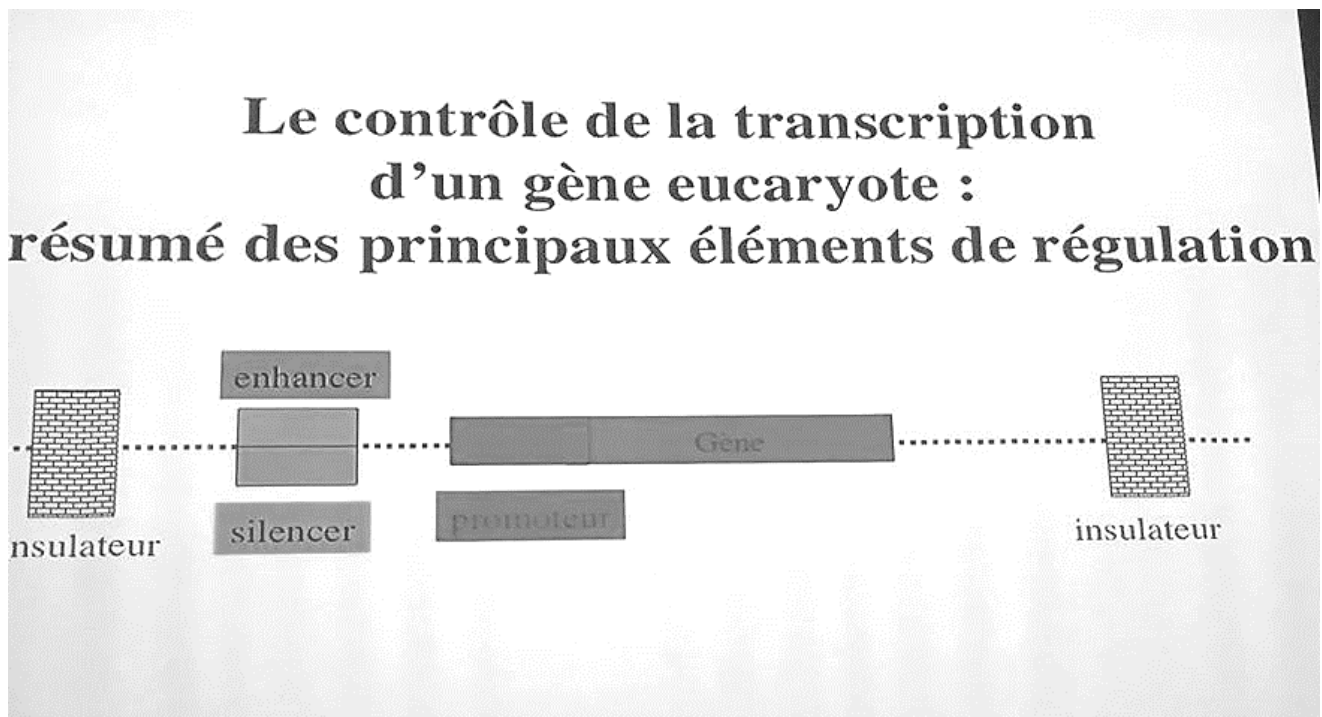 Le contrôle de la transcription
d'un gène eucaryote :
résumé des principaux éléments de régulation
enhancer
Gène
silencer
promoteur
nsulateur
insulateur